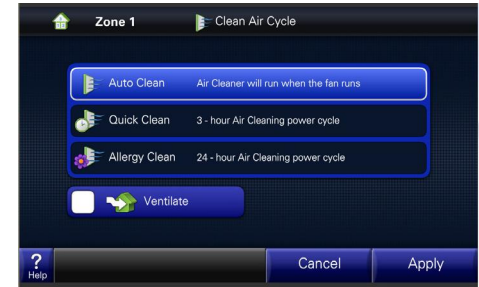 Zone 1
Clean Air Cycle
Auto Clean Air Cleaner will run when the fan runs
Quick Clean 3 - hour Air Cleaning power cycle
Allergy Clean 24 - hour Air Cleaning power cycle
Ventilate
?
Help
Cancel
Apply